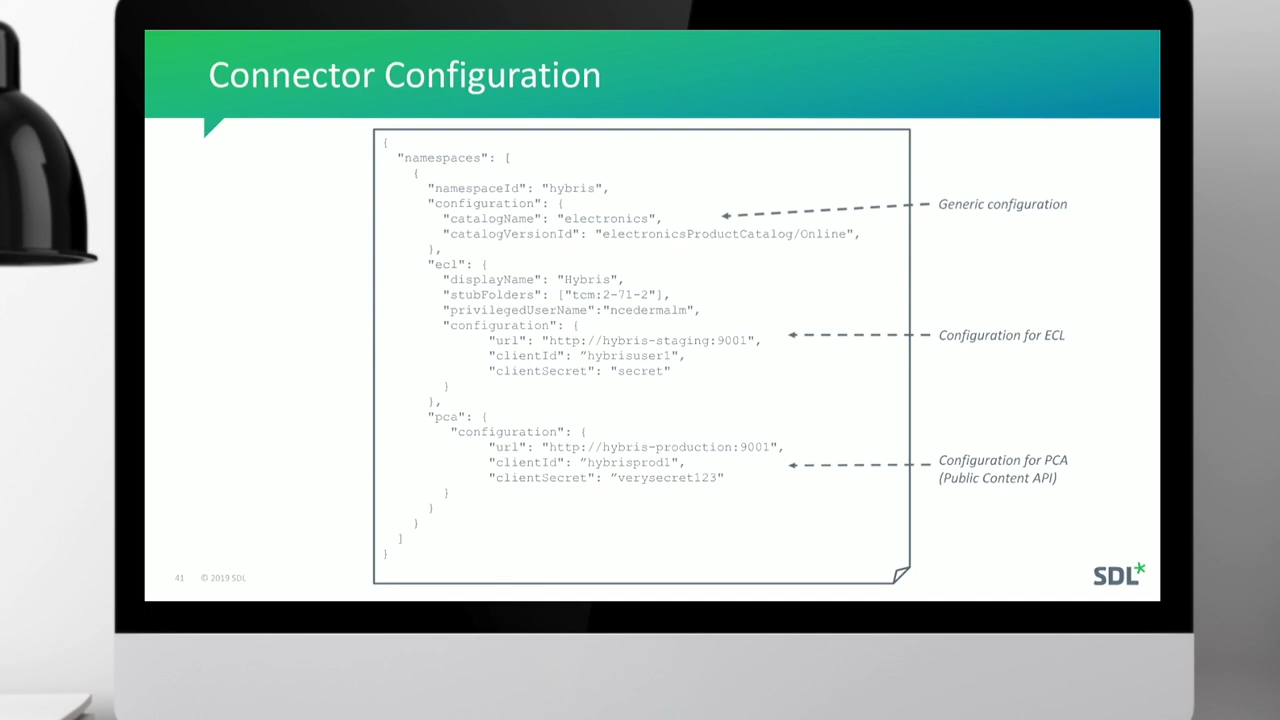 Connector Configuration
{
"namespaces": [
{
"namespaceId": "hybris",
"configuration": {
"catalogName": "electronics",
"catalogVersionId": "electronicsProductCatalog/Online",
},
"ecl": {
"displayName": "Hybris",
"stubFolders": ["tcm:2-71-2"],
"privilegedUserName":"ncedermalm",
"configuration": {
"url": "http://hybris-staging:9001",
"clientId": ”hybrisuser1",
"clientSecret": "secret"
}
},
"pca": {
"configuration": {
"url": "http://hybris-production:9001",
"clientId": ”hybrisprod1",
"clientSecret": ”verysecret123"
}
}
}
]
}
Generic configuration
Configuration for ECL
Configuration for PCA
(Public Content API)
41 © 2019 SDL
SDL*